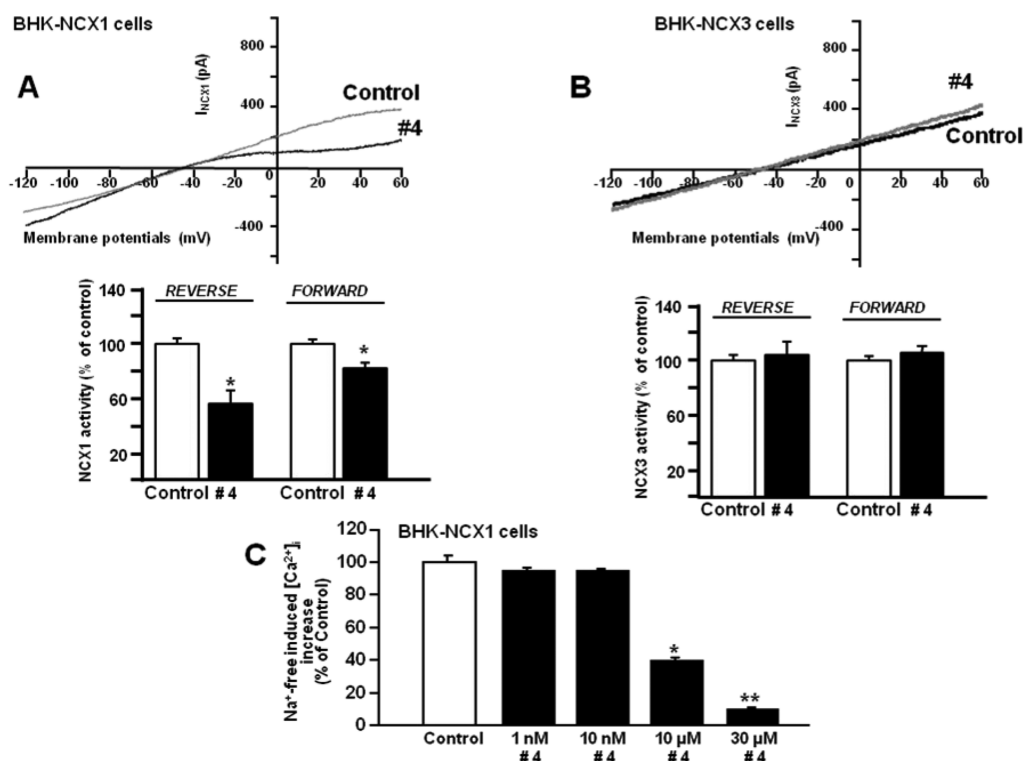 BHK-NCX1 cells
A
I_NCX1 (pA)
800
400
-400
Control
#4
-120 -100 -80 -60 -40 -20 0 20 40 60
Membrane potentials (mV)
NCX1 activity (% of control)
140
100
60
20
REVERSE FORWARD
* *
Control #4 Control #4
BHK-NCX3 cells
B
I_NCX3 (pA)
800
400
-400
#4
Control
-120 -100 -80 -60 -40 -20 0 20 40 60
Membrane potentials (mV)
NCX3 activity (% of control)
140
100
60
20
REVERSE FORWARD
Control #4 Control #4
C
BHK-NCX1 cells
Na⁺-free induced [Ca²⁺]i
increase
(% of Control)
120
100
80
60
40
20
0
* **
Control 1 nM 10 nM 10 µM 30 µM
#4 #4 #4 #4